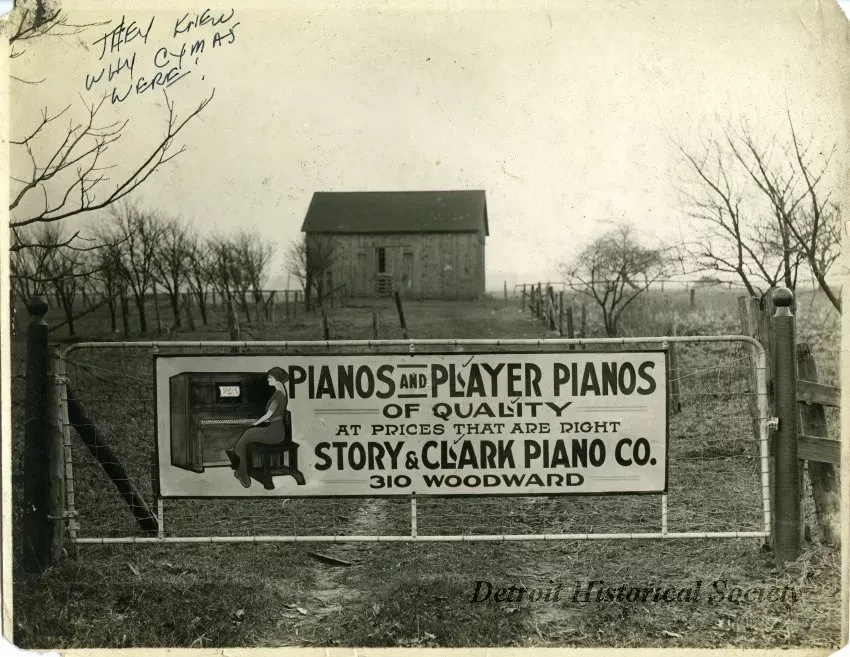 THEY KNEW
WHY CYMAS
WERE!
PIANOS AND PLAYER PIANOS
OF QUALITY
AT PRICES THAT ARE RIGHT
STORY & CLARK PIANO CO.
310 WOODWARD
Detroit Historical Society